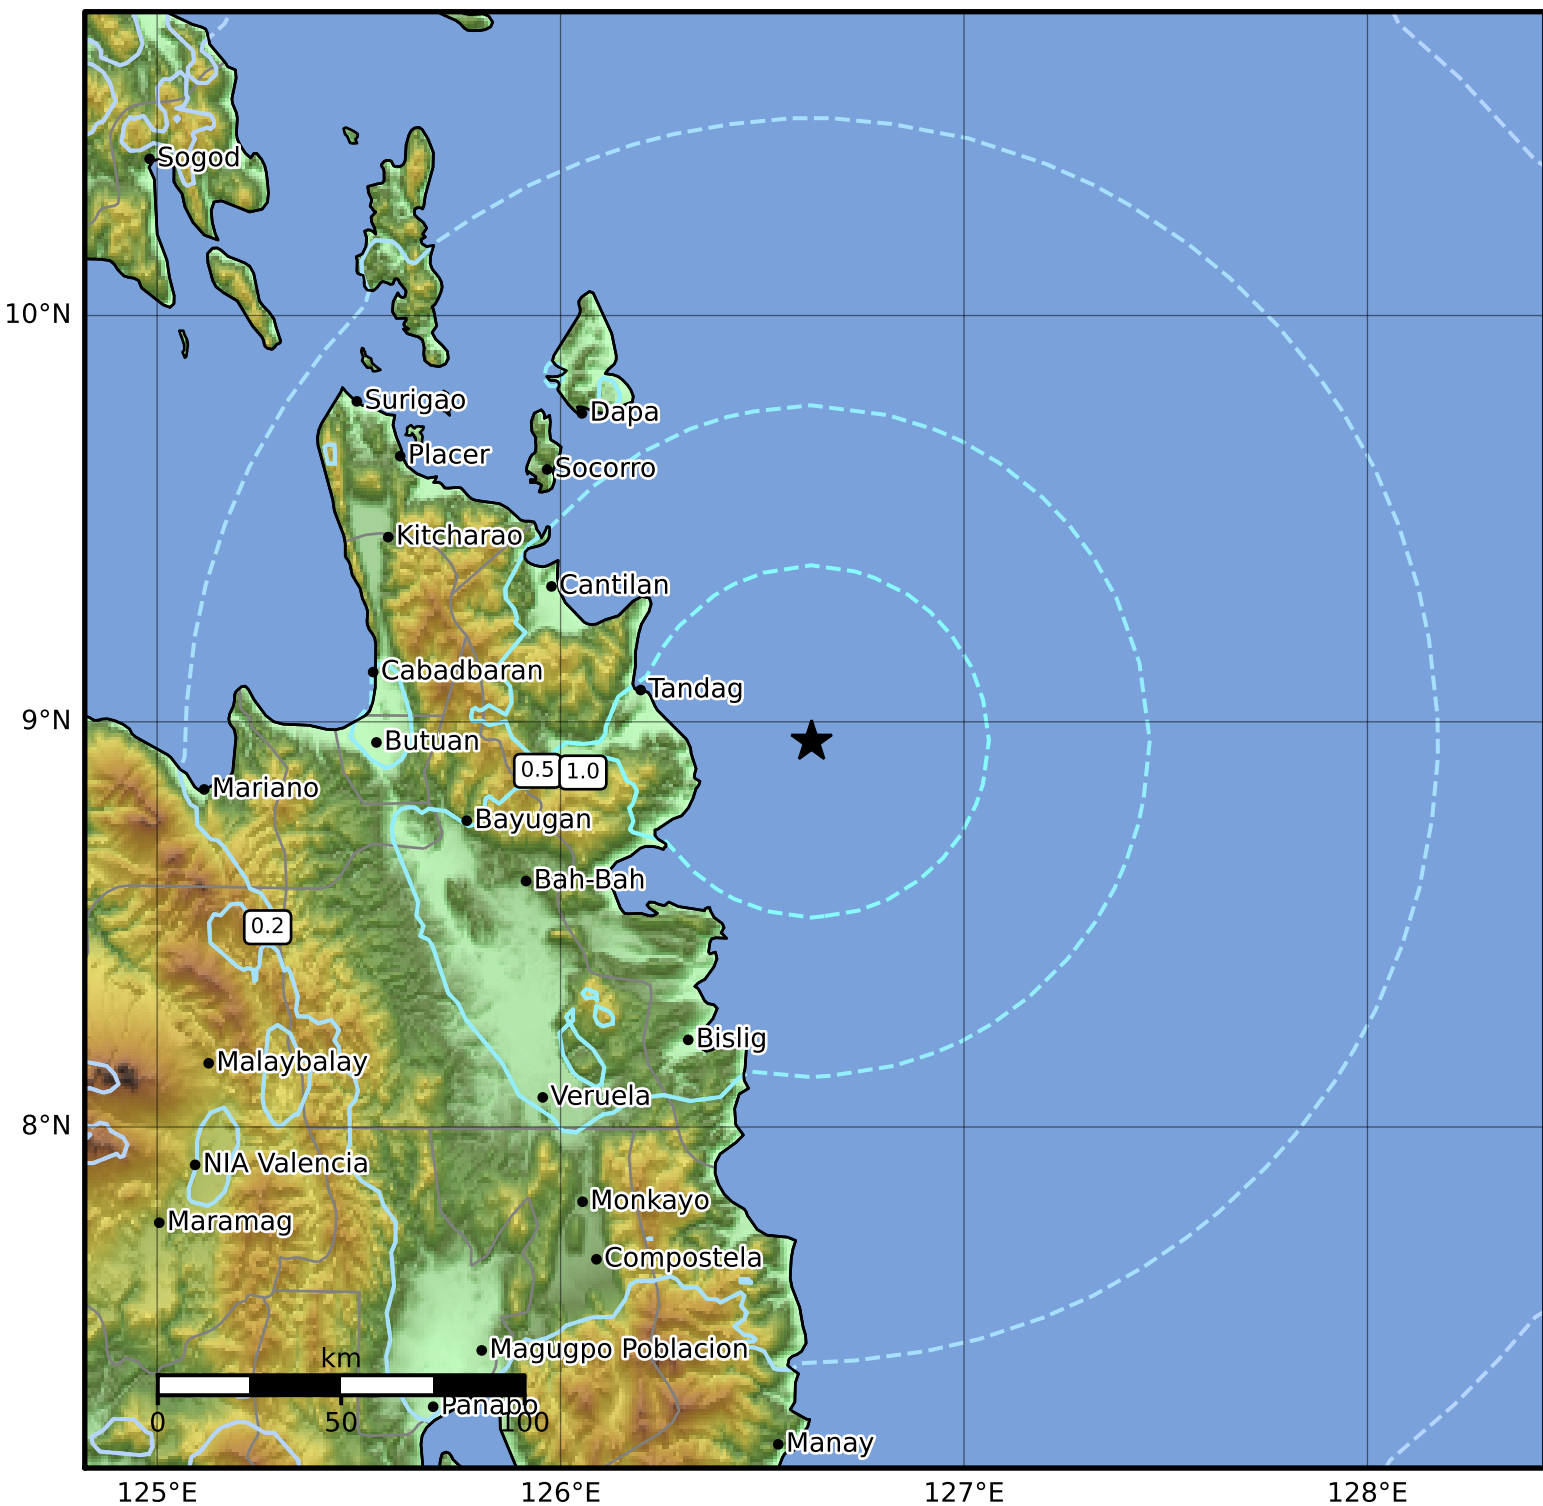 Sogod
10°N
Surigao
Dapa
Placer
Socorro
Kitcharao
Cantilan
Cabadbaran
Tandag
9°N
Butuan
0.5
1.0
Mariano
Bayugan
Bah-Bah
0.2
Bislig
Malaybalay
Veruela
8°N
NIA Valencia
Monkayo
Maramag
Compostela
Magugpo Poblacion
km
Panabo
0
50
100
Manay
125°E
126°E
127°E
128°E